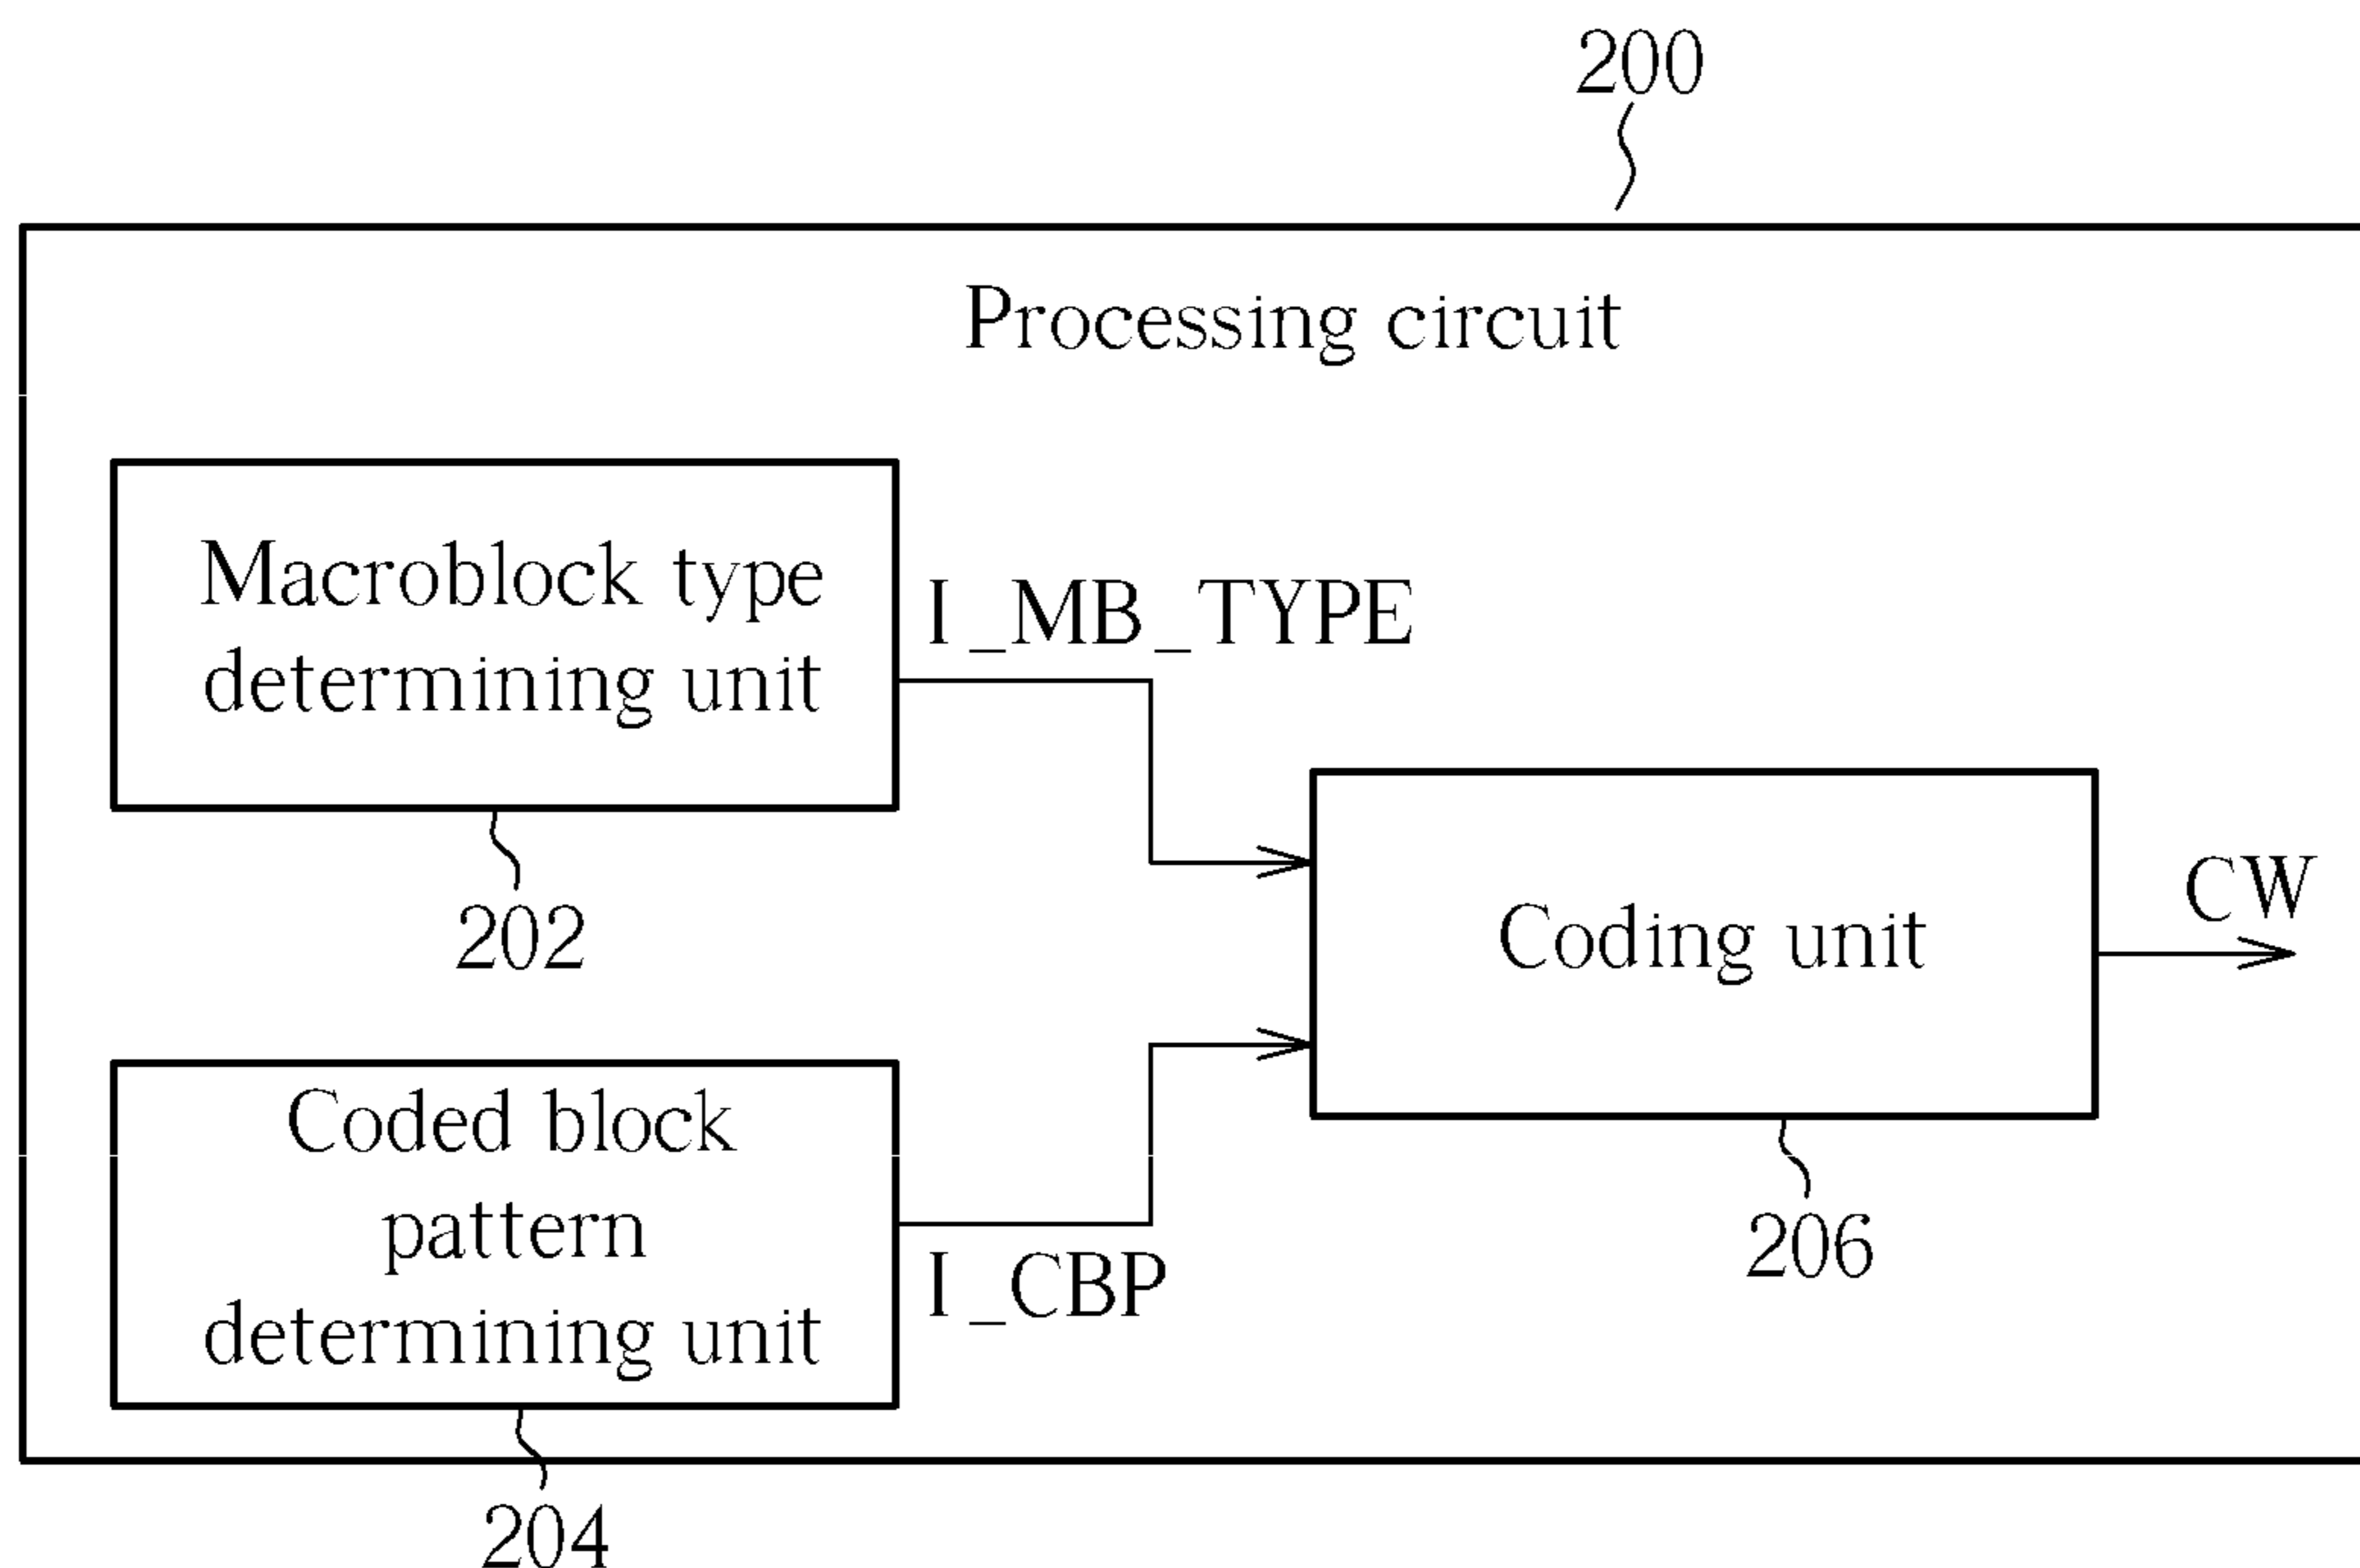 200
Processing circuit
Macroblock type
determining unit
I_MB_TYPE
202
Coding unit
CW
206
Coded block
pattern
determining unit
I_CBP
204